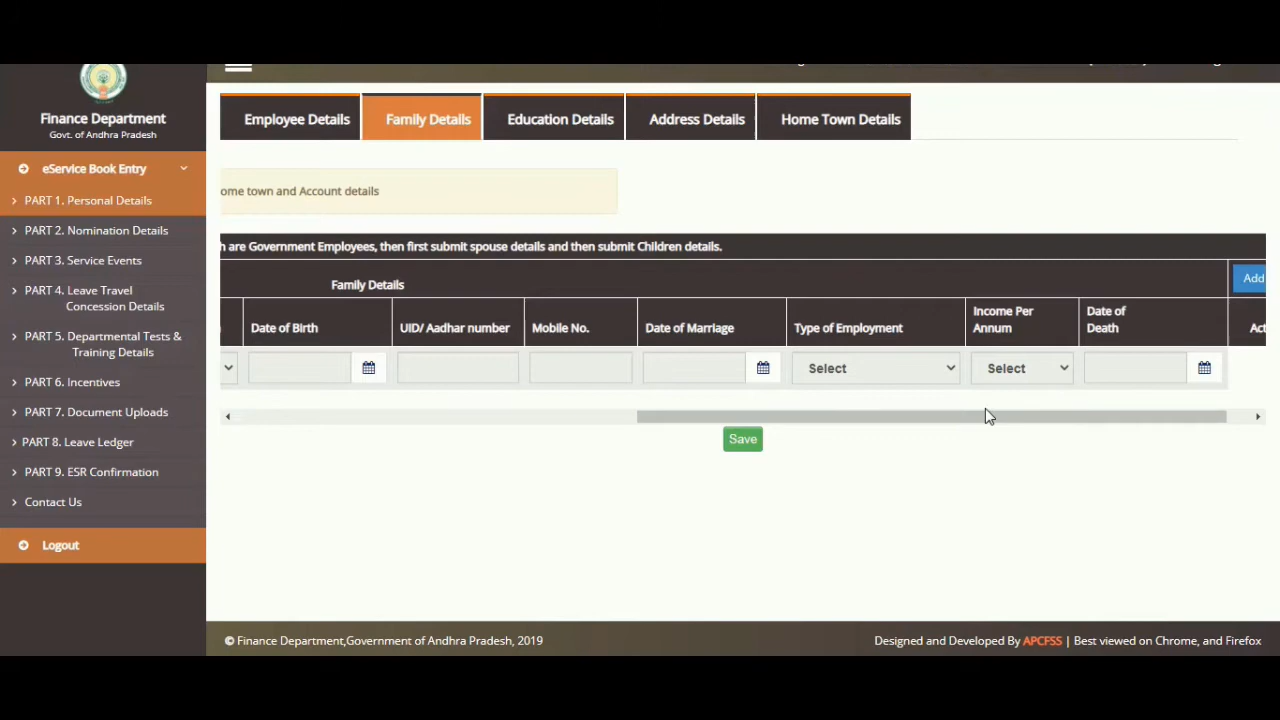 Finance Department
Govt. of Andhra Pradesh
eService Book Entry
PART 1. Personal Details
PART 2. Nomination Details
PART 3. Service Events
PART 4. Leave Travel
Concession Details
PART 5. Departmental Tests &
Training Details
PART 6. Incentives
PART 7. Document Uploads
PART 8. Leave Ledger
PART 9. ESR Confirmation
Contact Us
Logout
Employee Details Family Details Education Details Address Details Home Town Details
ome town and Account details
h are Government Employees, then first submit spouse details and then submit Children details.
Family Details Add
Date of Birth UID/ Aadhar number Mobile No. Date of Marriage Type of Employment Income Per Annum Date of Death Act
Select Select
Save
© Finance Department,Government of Andhra Pradesh, 2019 Designed and Developed By APCFSS | Best viewed on Chrome, and Firefox